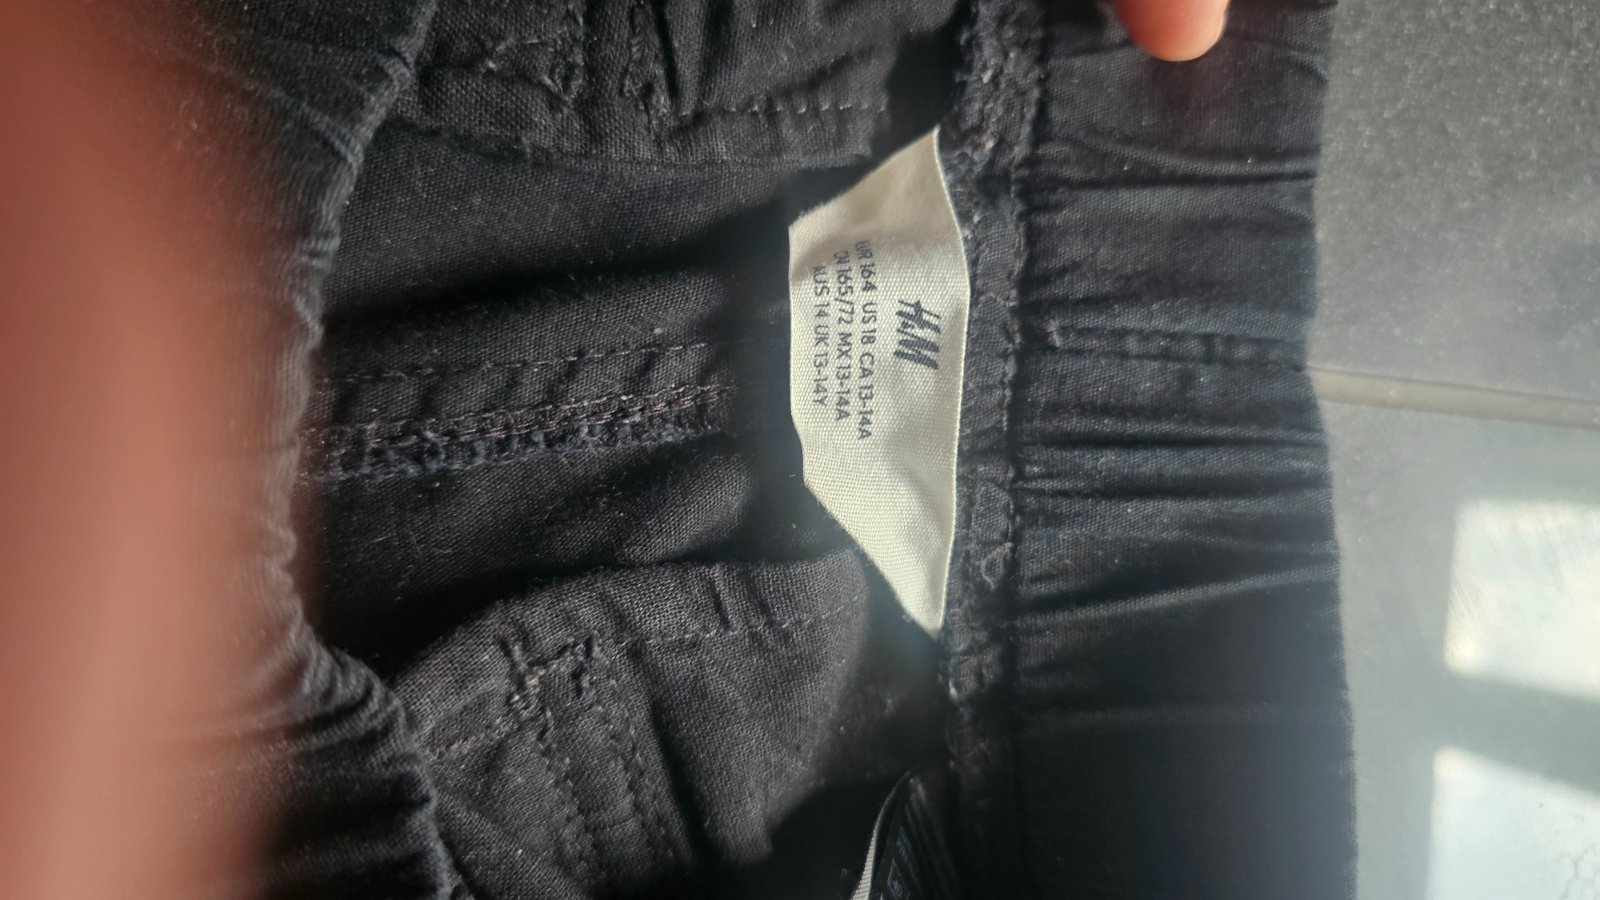 H&M
EUR 164 US 18 CA 13-14A
CN 165/72 MX 13-14A
AUS 14 UK 13-14Y